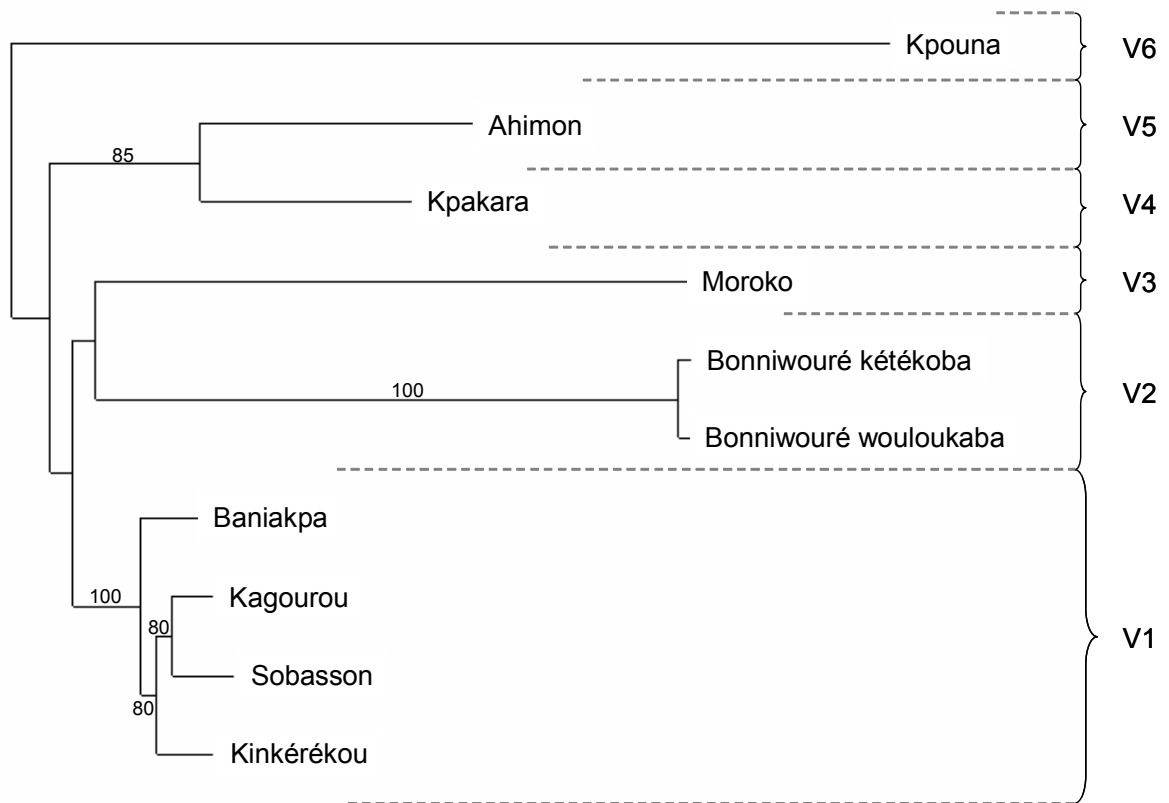 Kpouna
V6
Ahimon
V5
85
Kpakara
V4
Moroko
V3
Bonniwouré kétékoba
100
V2
Bonniwouré wouloukaba
Baniakpa
100
Kagourou
80
V1
Sobasson
80
Kinkérékou